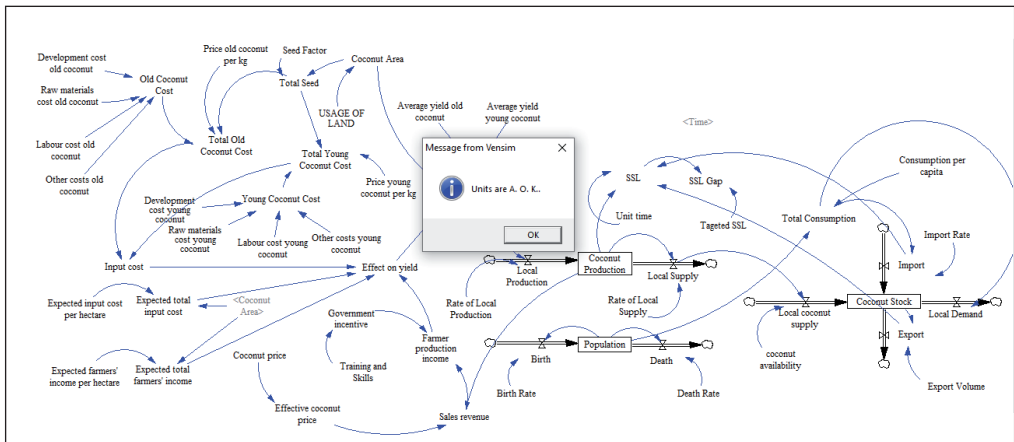 Development cost
old coconut
Raw materials
cost old coconut
Labour cost old
coconut
Other costs old
coconut
Old Coconut
Cost
Price old coconut
per kg
Seed Factor
Total Seed
Coconut Area
USAGE OF
LAND
Total Old
Coconut Cost
Total Young
Coconut Cost
Price young
coconut per kg
Young Coconut Cost
Development
cost young
coconut
Raw materials
cost young
coconut
Labour cost young
coconut
Other costs young
coconut
Average yield old
coconut
Average yield
young coconut
Message from Vensim
Units are A. O. K..
OK
<Time>
SSL
SSL Gap
Unit time
Tageted SSL
Total Consumption
Consumption per
capita
Import Rate
Import
Input cost
Effect on yield
Expected input cost
per hectare
Expected total
input cost
<Coconut
Area>
Expected farmers'
income per hectare
Expected total
farmers' income
Government
incentive
Training and
Skills
Farmer
production
income
Coconut price
Effective coconut
price
Sales revenue
Local
Production
Rate of Local
Production
Coconut
Production
Local Supply
Rate of Local
Supply
Birth
Birth Rate
Population
Death
Death Rate
Local coconut
supply
coconut
availability
Coconut Stock
Local Demand
Export
Export Volume